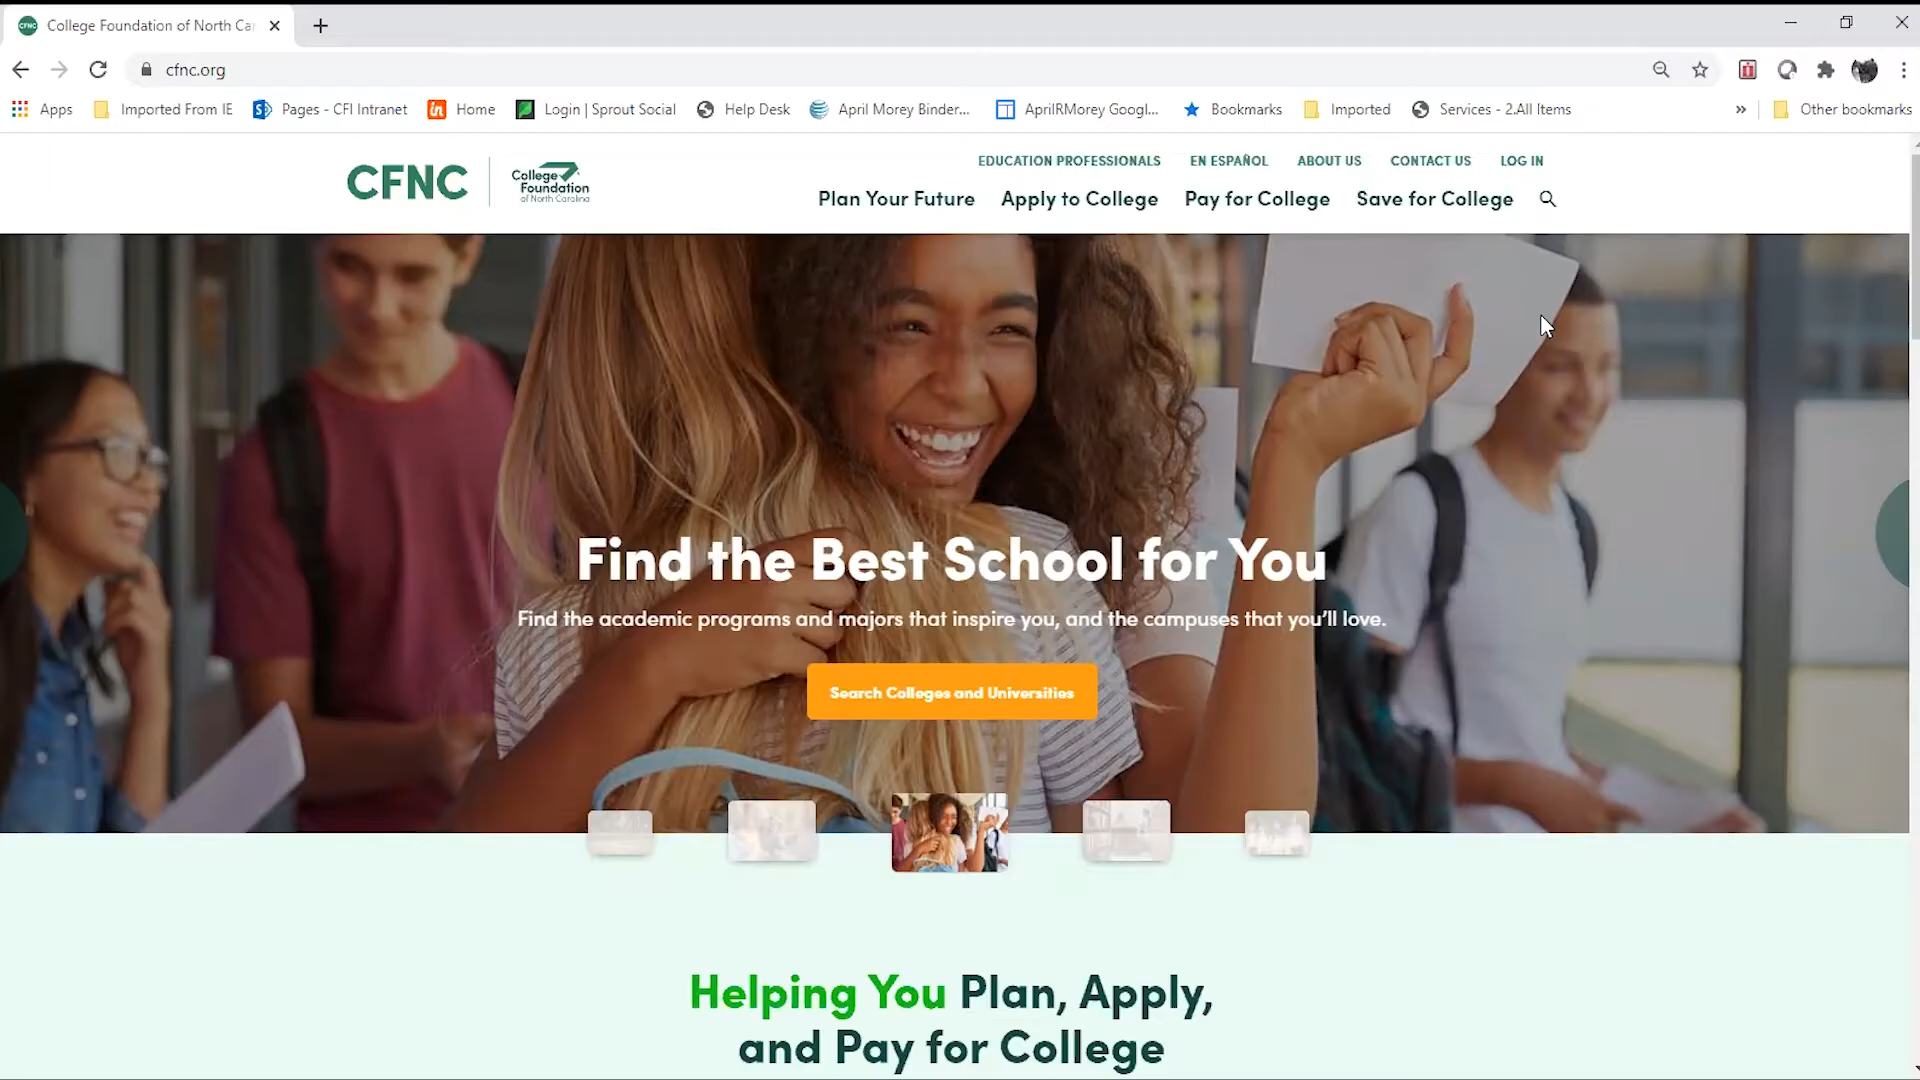 College Foundation of North Car
cfnc.org
Apps
Imported From IE
Pages - CFI Intranet
Home
Login | Sprout Social
Help Desk
April Morey Binder...
AprilRMorey Googl...
Bookmarks
Imported
Services - 2.All Items
»
Other bookmarks
CFNC
College
Foundation
of North Carolina
EDUCATION PROFESSIONALS
EN ESPAÑOL
ABOUT US
CONTACT US
LOG IN
Plan Your Future
Apply to College
Pay for College
Save for College
Find the Best School for You
Find the academic programs and majors that inspire you, and the campuses that you'll love.
Search Colleges and Universities
Helping You Plan, Apply,
and Pay for College